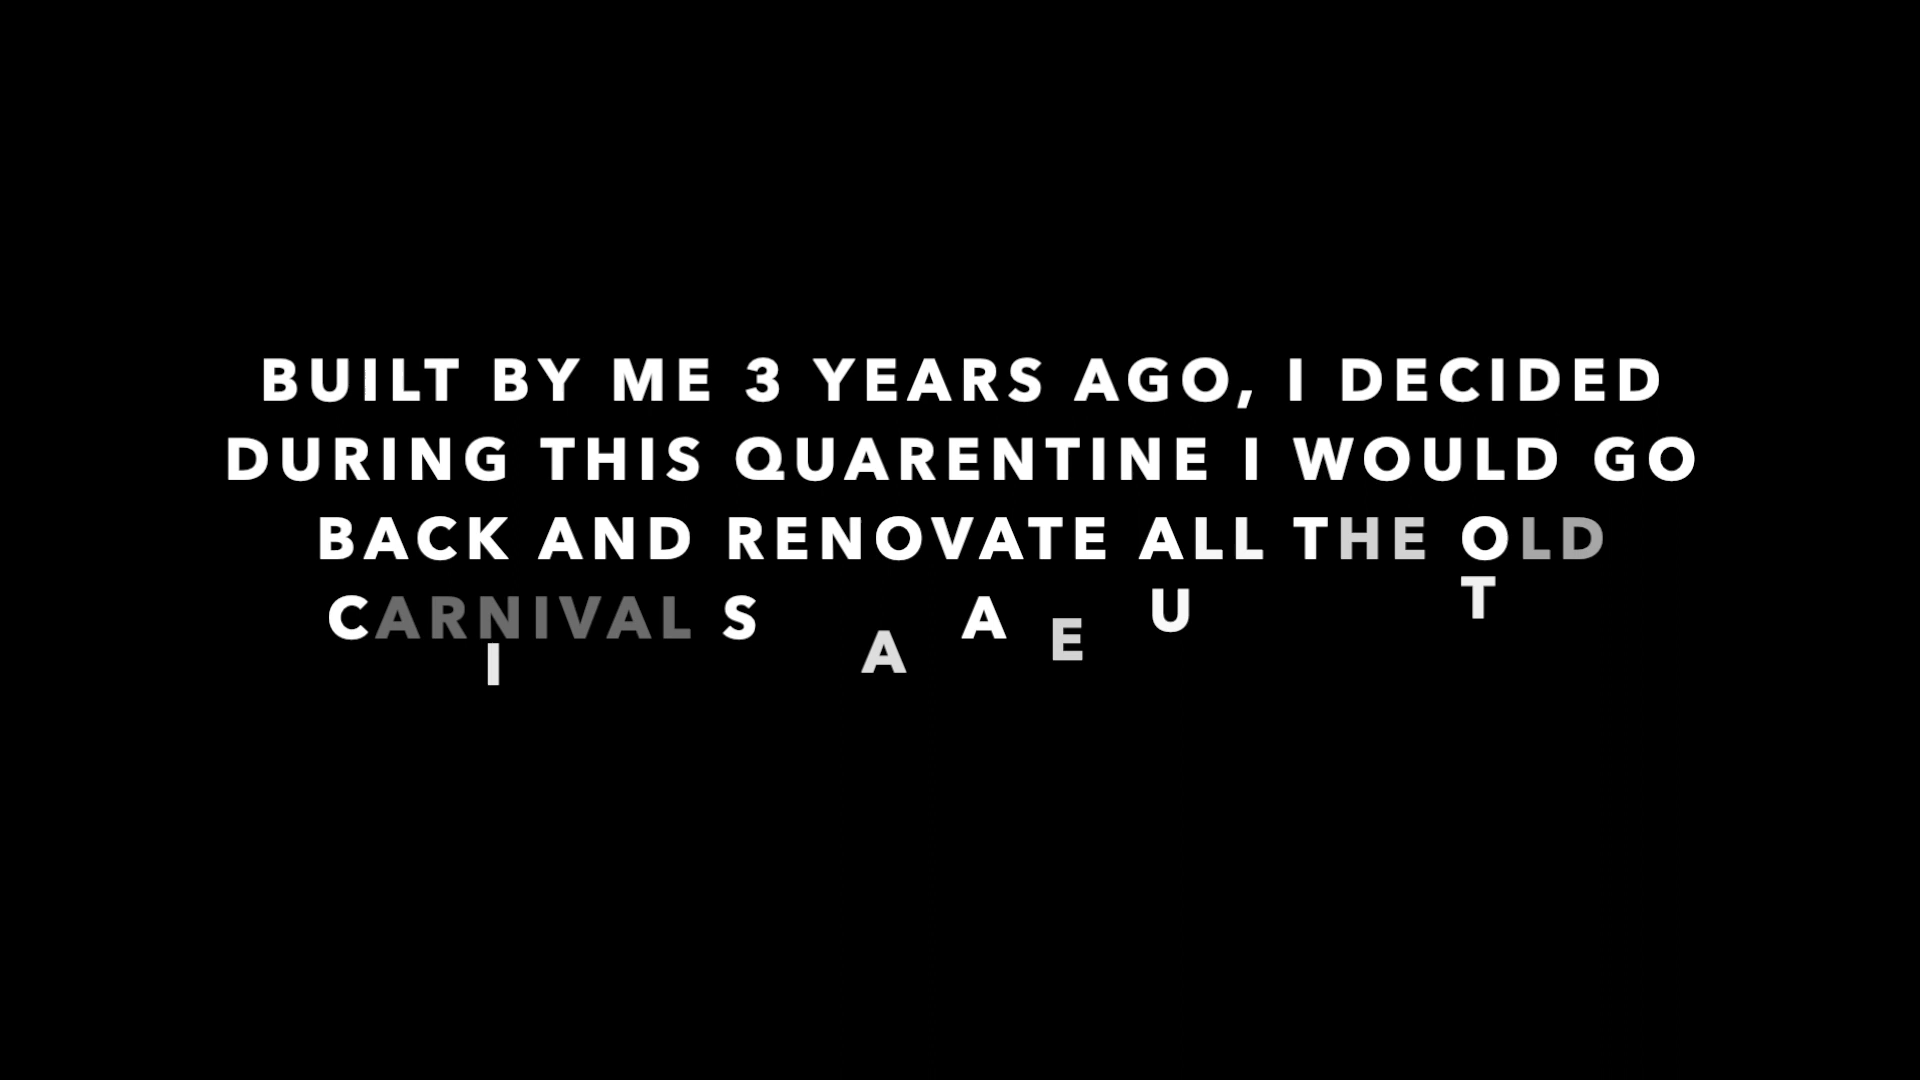 BUILT BY ME 3 YEARS AGO, I DECIDED
DURING THIS QUARENTINE I WOULD GO
BACK AND RENOVATE ALL THE OLD
CARNIVAL S A A E U T
I